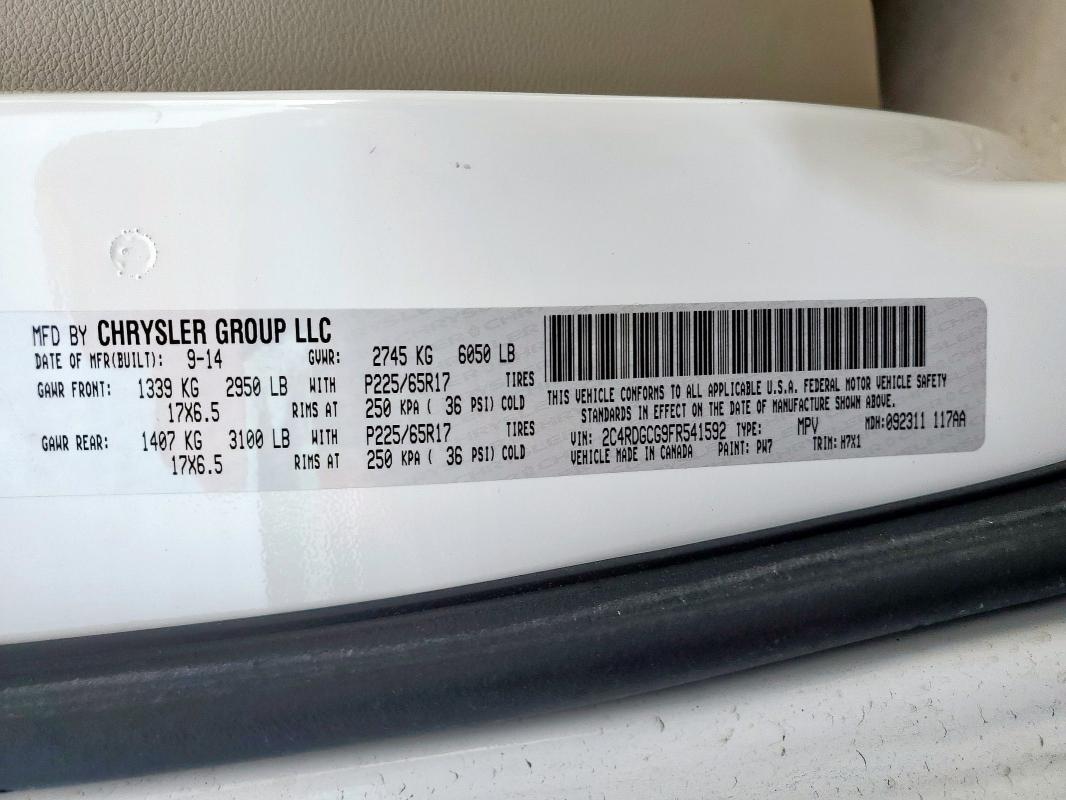 MFD BY CHRYSLER GROUP LLC
DATE OF MFR(BUILT): 9-14 GVWR: 2745 KG 6050 LB
GAWR FRONT: 1339 KG 2950 LB WITH P225/65R17 TIRES
17X6.5 RIMS AT 250 KPA ( 36 PSI) COLD
GAWR REAR: 1407 KG 3100 LB WITH P225/65R17 TIRES
17X6.5 RIMS AT 250 KPA ( 36 PSI) COLD
THIS VEHICLE CONFORMS TO ALL APPLICABLE U.S.A. FEDERAL MOTOR VEHICLE SAFETY
STANDARDS IN EFFECT ON THE DATE OF MANUFACTURE SHOWN ABOVE.
VIN: 2C4RDGCG9FR541592 TYPE: MPV MDH:092311 117AA
VEHICLE MADE IN CANADA PAINT: PW7 TRIM: H7X1